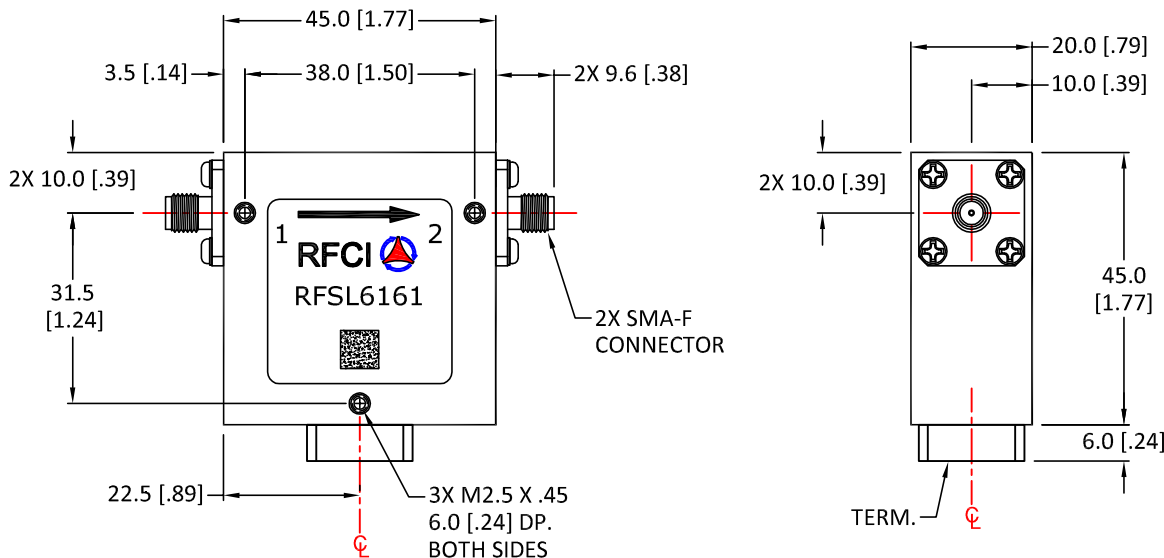 45.0 [1.77]
3.5 [.14]
38.0 [1.50]
2X 9.6 [.38]
2X 10.0 [.39]
31.5
[1.24]
1
2
RFCI
RFSL6161
2X SMA-F
CONNECTOR
22.5 [.89]
3X M2.5 X .45
6.0 [.24] DP.
BOTH SIDES
℄
20.0 [.79]
10.0 [.39]
2X 10.0 [.39]
45.0
[1.77]
6.0 [.24]
TERM.
℄